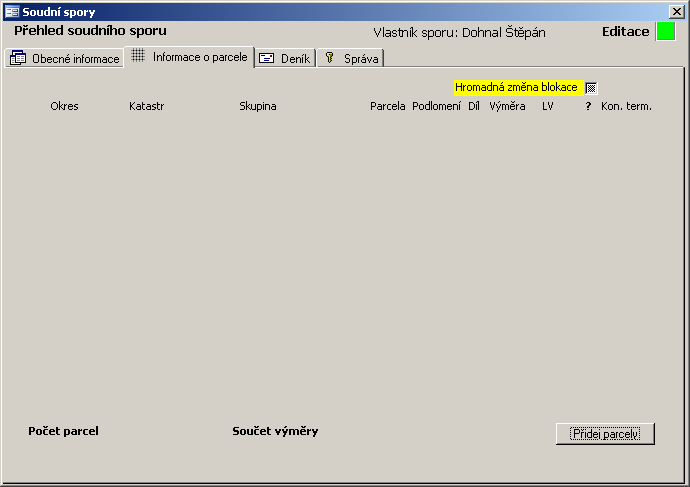 Soudní spory
Přehled soudního sporu Vlastník sporu: Dohnal Štěpán Editace
Obecné informace Informace o parcele Deník Správa
Hromadná změna blokace
Okres Katastr Skupina Parcela Podlomení Díl Výměra LV ? Kon. term.
Počet parcel Součet výměry Přidej parcely